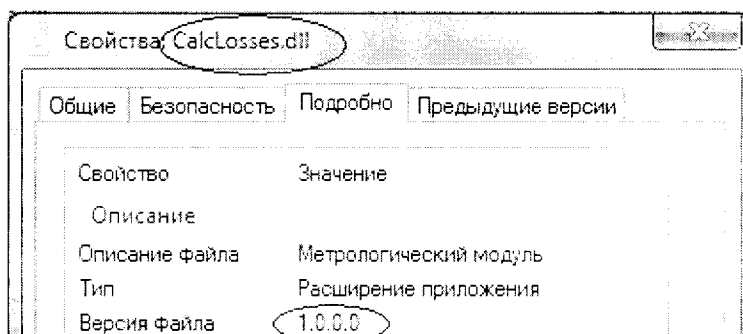 Свойства: CalcLosses.dll
Общие Безопасность Подробно Предыдущие версии
Свойство Значение
Описание
Описание файла Метрологический модуль
Тип Расширение приложения
Версия файла 1.0.0.0